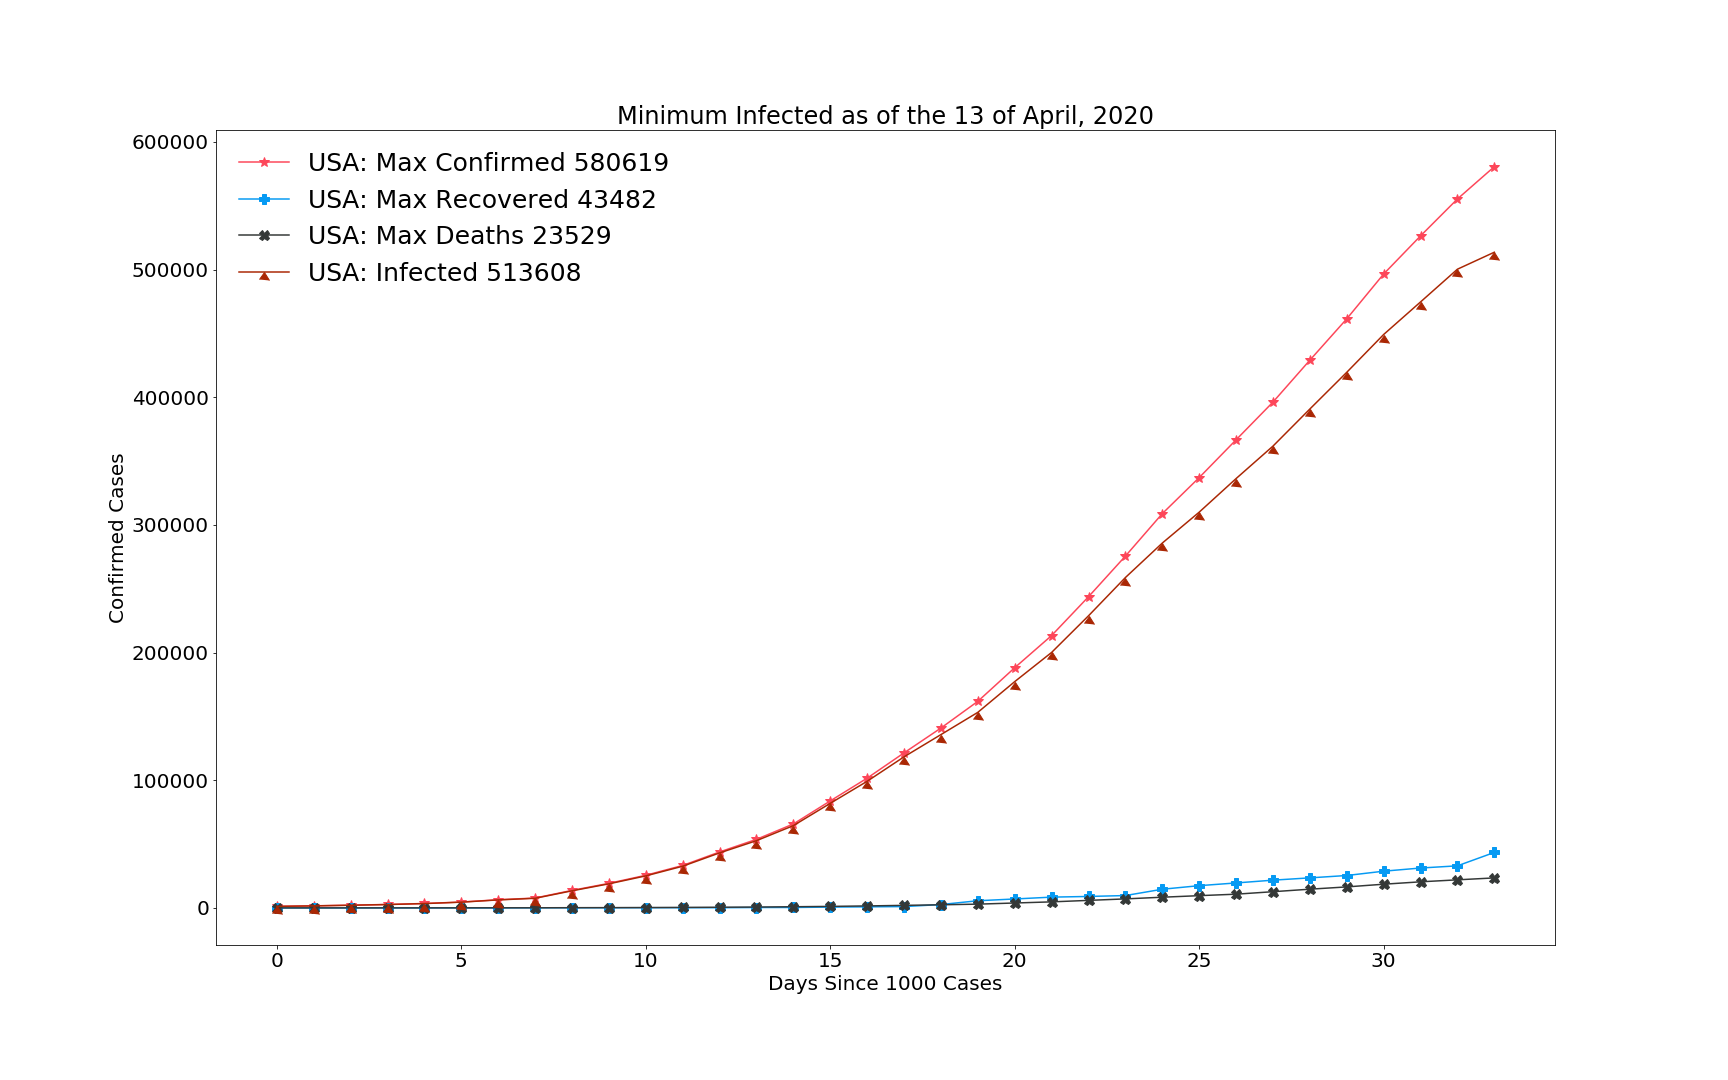 Minimum Infected as of the 13 of April, 2020
USA: Max Confirmed 580619
USA: Max Recovered 43482
USA: Max Deaths 23529
USA: Infected 513608
600000
500000
400000
300000
200000
100000
0
Confirmed Cases
0 5 10 15 20 25 30
Days Since 1000 Cases